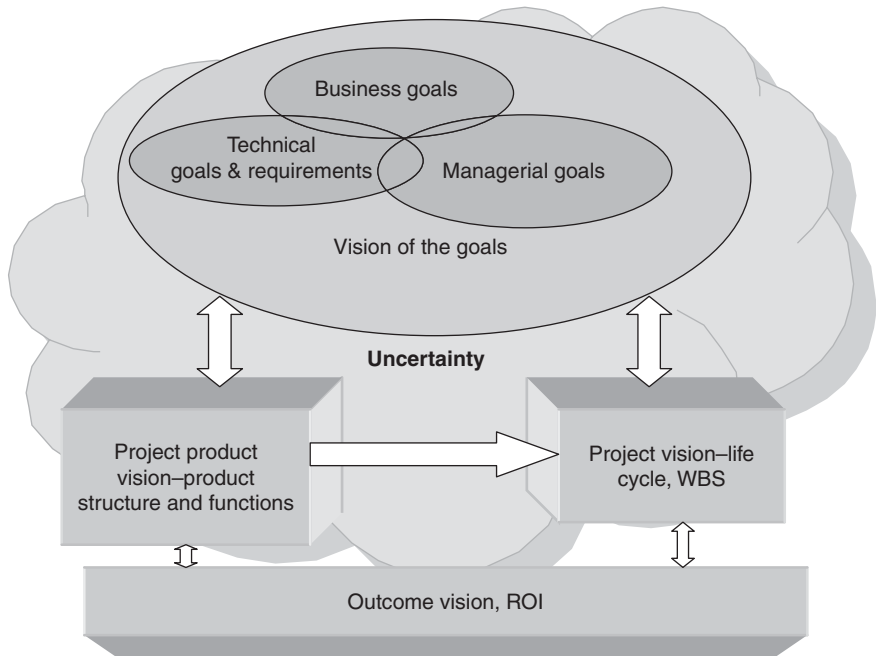 Business goals
Technical
goals & requirements
Managerial goals
Vision of the goals
Uncertainty
Project product
vision–product
structure and functions
Project vision–life
cycle, WBS
Outcome vision, ROI